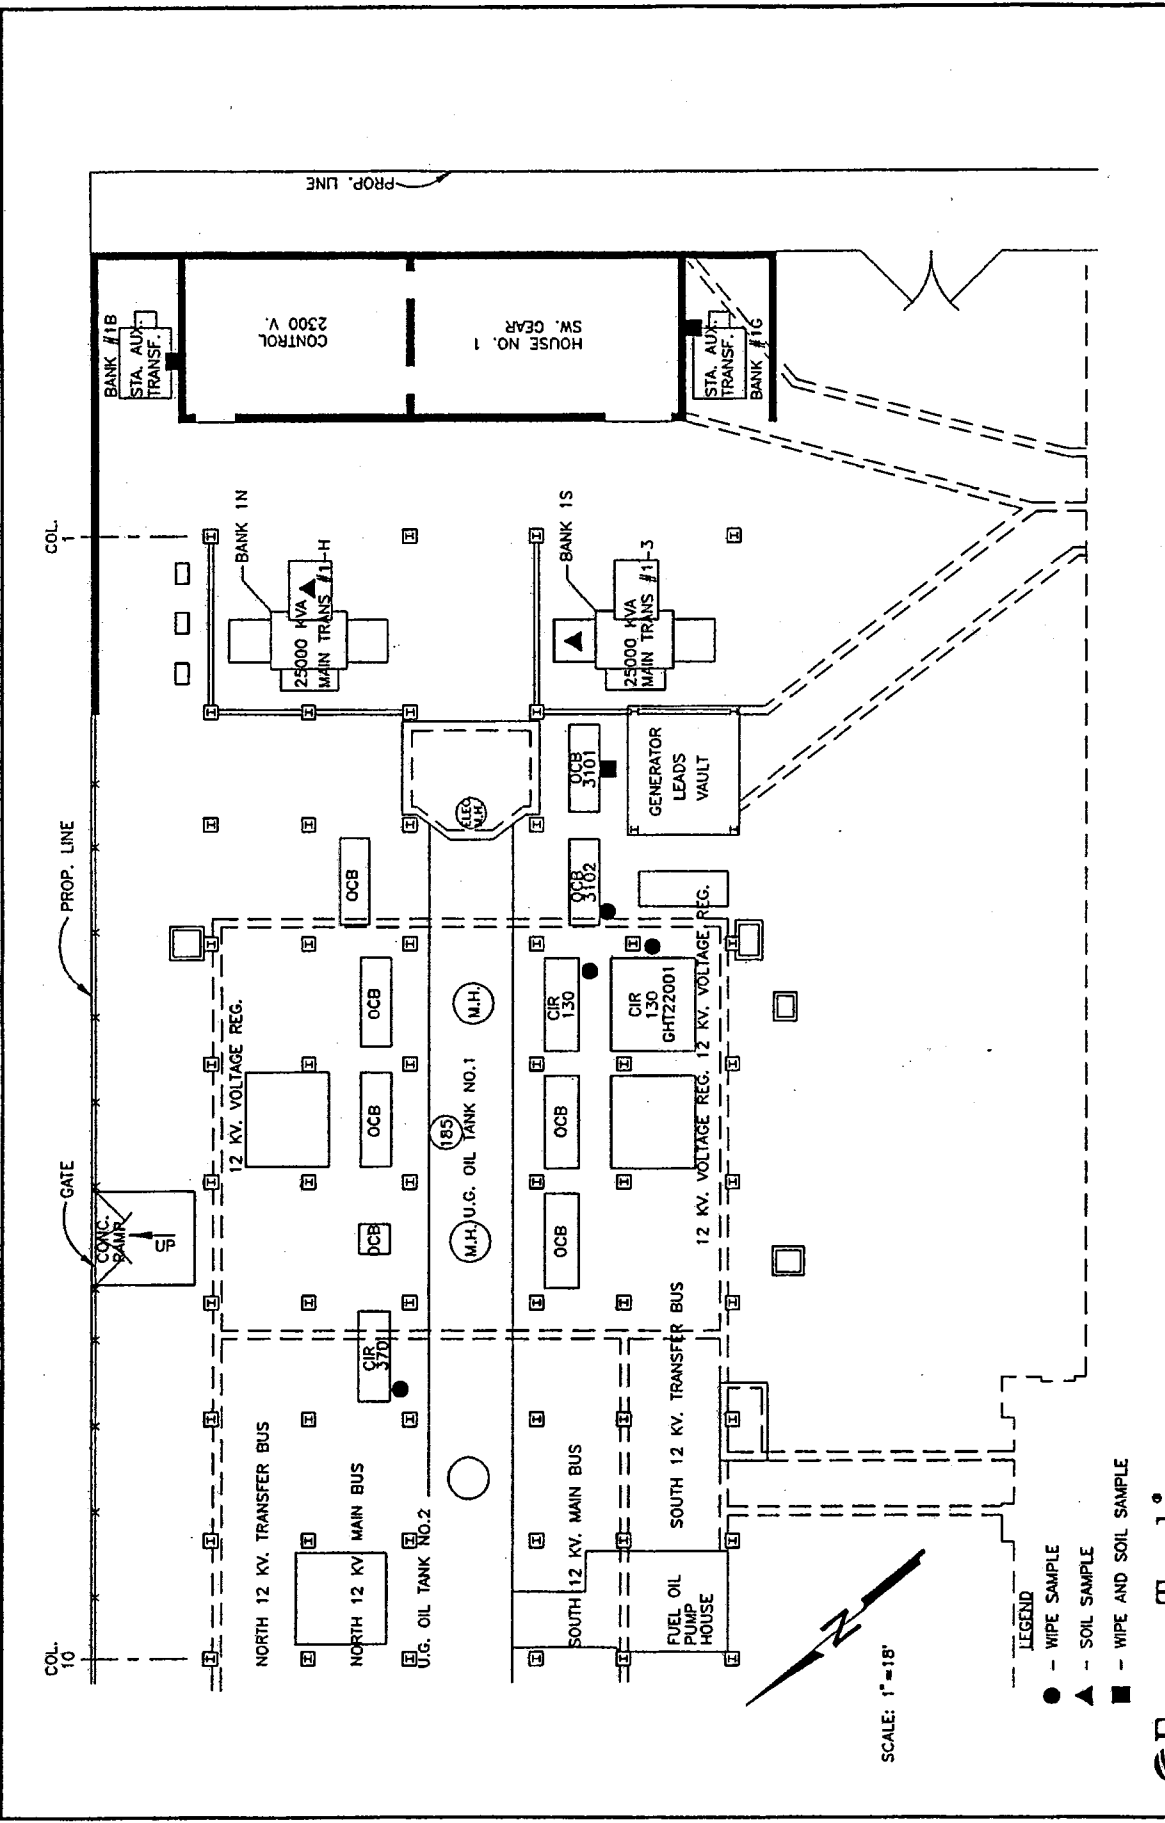 PROP. LINE
BANK #1B
STA. AUX.
TRANSF.
CONTROL
2300 V.
HOUSE NO. 1
SW. GEAR
STA. AUX.
TRANSF.
BANK #1G
COL.
1
BANK 1N
25000 KVA
MAIN TRANS #1-H
BANK 1S
25000 KVA
MAIN TRANS #1-3
PROP. LINE
ELEC
M.H.
OCB
3101
GENERATOR
LEADS
VAULT
OCB
OCB
3102
12 KV. VOLTAGE REG.
OCB
M.H.
CIR
130
CIR
130
GHT22001
12 KV. VOLTAGE REG.
GATE
CONC.
RAMP
UP
OCB
185
U.G. OIL TANK NO.1
OCB
12 KV. VOLTAGE REG.
OCB
M.H.
OCB
CIR
370
SOUTH 12 KV. TRANSFER BUS
COL.
10
NORTH 12 KV. TRANSFER BUS
NORTH 12 KV MAIN BUS
U.G. OIL TANK NO.2
SOUTH 12 KV. MAIN BUS
FUEL OIL
PUMP
HOUSE
N
SCALE: 1"=18'
LEGEND
- WIPE SAMPLE
- SOIL SAMPLE
- WIPE AND SOIL SAMPLE